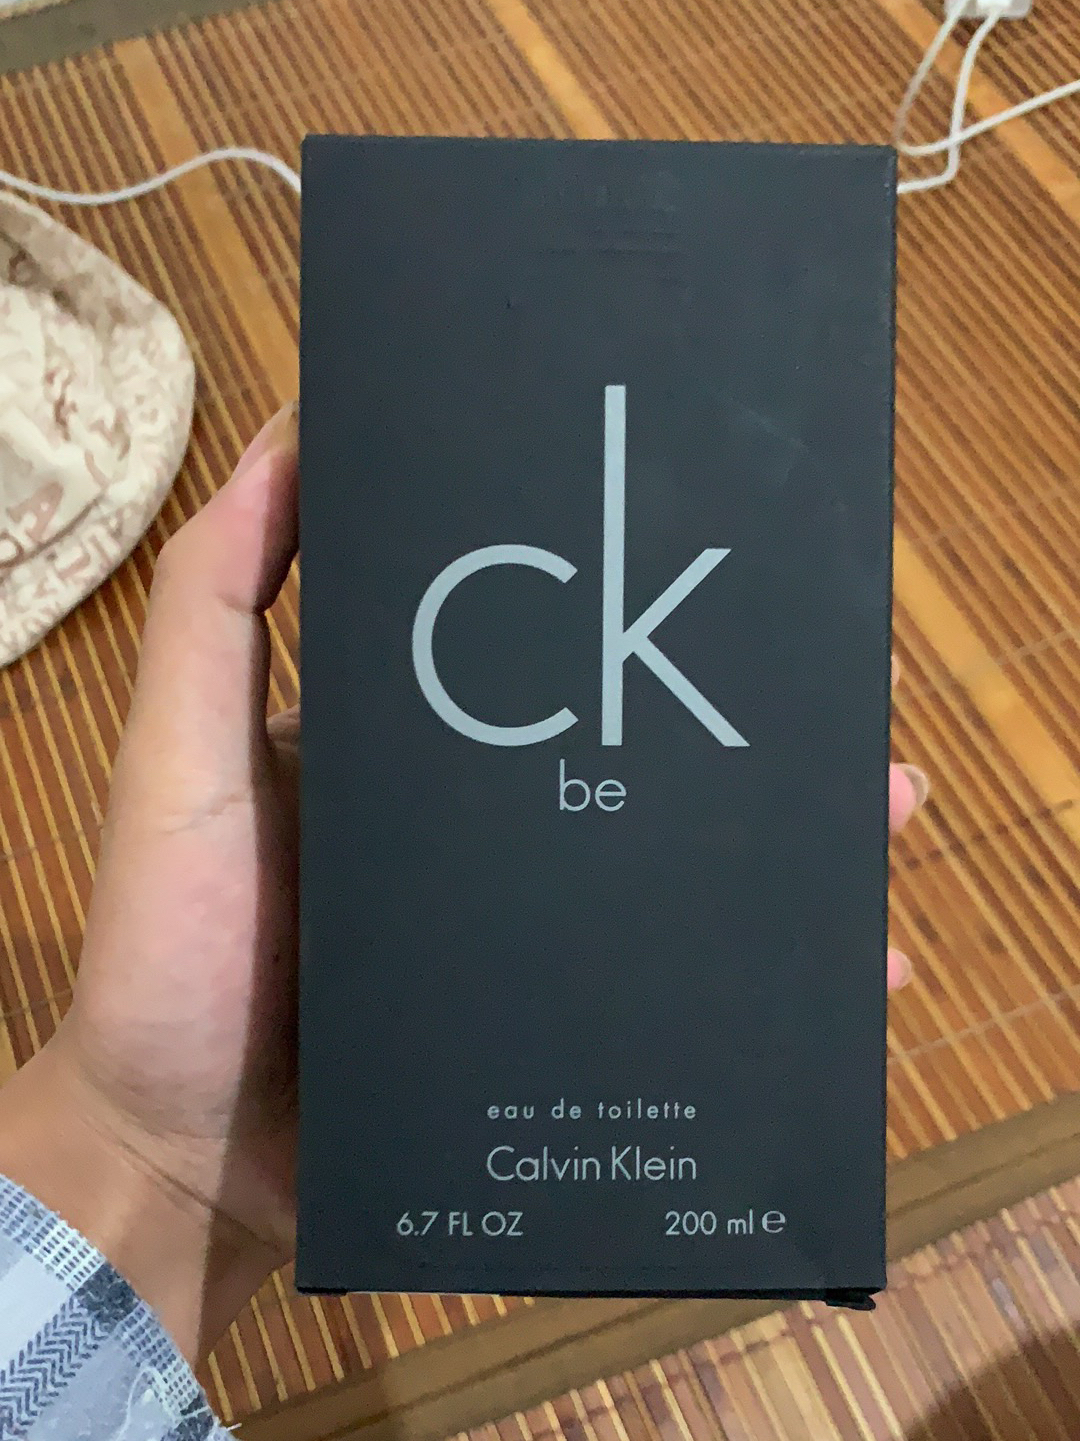 ck
be
eau de toilette
Calvin Klein
6.7 FL OZ 200 ml ℮